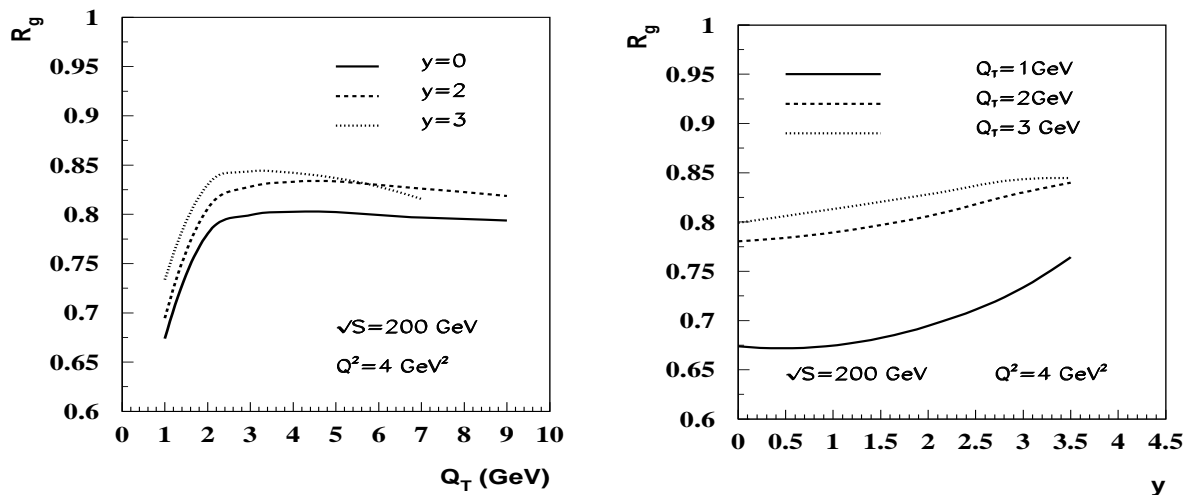 R_g
1
0.95
0.9
0.85
0.8
0.75
0.7
0.65
0.6
y=0
y=2
y=3
√S=200 GeV
Q²=4 GeV²
0 1 2 3 4 5 6 7 8 9 10
Q_T (GeV)
R_g
1
0.95
0.9
0.85
0.8
0.75
0.7
0.65
0.6
Q_T=1GeV
Q_T=2GeV
Q_T=3 GeV
√S=200 GeV Q²=4 GeV²
0 0.5 1 1.5 2 2.5 3 3.5 4 4.5
y